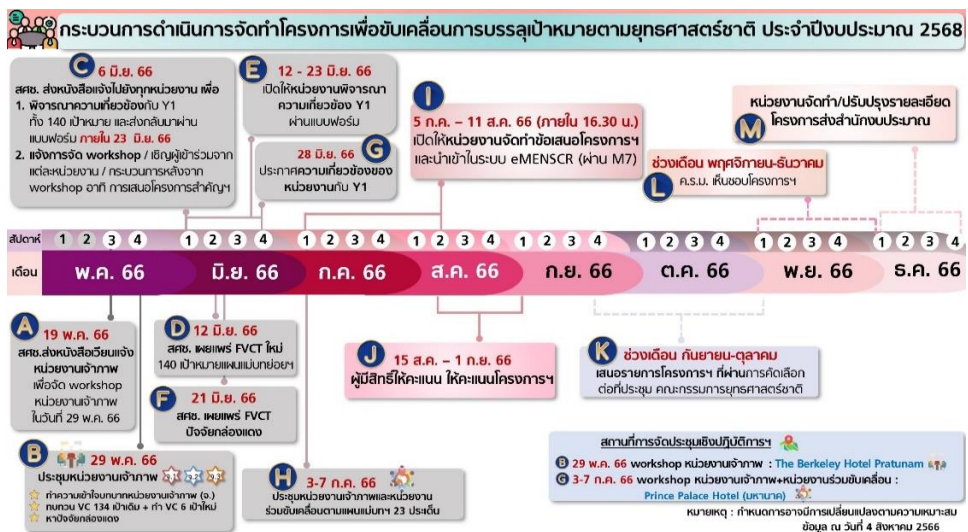 กระบวนการดำเนินการจัดทำโครงการเพื่อขับเคลื่อนการบรรลุเป้าหมายตามยุทธศาสตร์ชาติ ประจำปีงบประมาณ 2568
C 6 มิ.ย. 66
สศช. ส่งหนังสือแจ้งไปยังทุกหน่วยงาน เพื่อ
1. พิจารณาความเกี่ยวข้องกับ Y1
ทั้ง 140 เป้าหมาย และส่งกลับมาผ่าน
แบบฟอร์ม ภายใน 23 มิ.ย. 66
2. แจ้งการจัด workshop / เชิญผู้เข้าร่วมจาก
แต่ละหน่วยงาน / กระบวนการหลังจาก
workshop อาทิ การเสนอโครงการสำคัญฯ
E 12 - 23 มิ.ย. 66
เปิดให้หน่วยงานพิจารณา
ความเกี่ยวข้อง Y1
ผ่านแบบฟอร์ม
28 มิ.ย. 66 G
ประกาศความเกี่ยวข้องของ
หน่วยงานกับ Y1
I
5 ก.ค. – 11 ส.ค. 66 (ภายใน 16.30 น.)
เปิดให้หน่วยงานจัดทำข้อเสนอโครงการฯ
และนำเข้าในระบบ eMENSCR (ผ่าน M7)
หน่วยงานจัดทำ/ปรับปรุงรายละเอียด
M โครงการส่งสำนักงบประมาณ
ช่วงเดือน พฤศจิกายน-ธันวาคม
L ค.ร.ม. เห็นชอบโครงการฯ
สัปดาห์ 1 2 3 4 1 2 3 4 1 2 3 4 1 2 3 4 1 2 3 4 1 2 3 4 1 2 3 4 1 2 3 4
เดือน พ.ค. 66 มิ.ย. 66 ก.ค. 66 ส.ค. 66 ก.ย. 66 ต.ค. 66 พ.ย. 66 ธ.ค. 66
A 19 พ.ค. 66
สศช.ส่งหนังสือเวียนแจ้ง
หน่วยงานเจ้าภาพ
เพื่อจัด workshop
หน่วยงานเจ้าภาพ
ในวันที่ 29 พ.ค. 66
D 12 มิ.ย. 66
สศช. เผยแพร่ FVCT ใหม่
140 เป้าหมายแผนแม่บทย่อยฯ
F 21 มิ.ย. 66
สศช. เผยแพร่ FVCT
ปัจจัยกล่องแดง
J 15 ส.ค. – 1 ก.ย. 66
ผู้มีสิทธิ์ให้คะแนน ให้คะแนนโครงการฯ
K ช่วงเดือน กันยายน-ตุลาคม
เสนอรายการโครงการฯ ที่ผ่านการคัดเลือก
ต่อที่ประชุม คณะกรรมการยุทธศาสตร์ชาติ
B 29 พ.ค. 66
ประชุมหน่วยงานเจ้าภาพ
ทำความเข้าใจบทบาทหน่วยงานเจ้าภาพ (จ.)
ทบทวน VC 134 เป้าเดิม + ทำ VC 6 เป้าใหม่
หาปัจจัยกล่องแดง
H 3-7 ก.ค. 66
ประชุมหน่วยงานเจ้าภาพและหน่วยงาน
ร่วมขับเคลื่อนตามแผนแม่บทฯ 23 ประเด็น
สถานที่การจัดประชุมเชิงปฏิบัติการฯ
B 29 พ.ค. 66 workshop หน่วยงานเจ้าภาพ : The Berkeley Hotel Pratunam
G 3-7 ก.ค. 66 workshop หน่วยงานเจ้าภาพ+หน่วยงานร่วมขับเคลื่อน :
Prince Palace Hotel (มหานาค)
หมายเหตุ : กำหนดการอาจมีการเปลี่ยนแปลงตามความเหมาะสม
ข้อมูล ณ วันที่ 4 สิงหาคม 2566